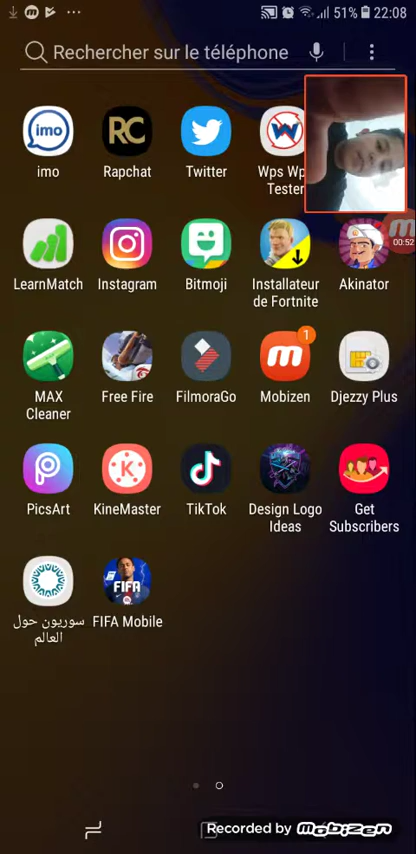 51% 22:08
Rechercher sur le téléphone
00:52
imo
RC
W
imo
Rapchat
Twitter
Wps Wp
Tester
LearnMatch
Instagram
Bitmoji
Installateur
de Fortnite
Akinator
1
MAX
Cleaner
Free Fire
FilmoraGo
Mobizen
Djezzy Plus
K
PicsArt
KineMaster
TikTok
Design Logo
Ideas
Get
Subscribers
FIFA
سوريون حول
العالم
FIFA Mobile
Recorded by mobizen